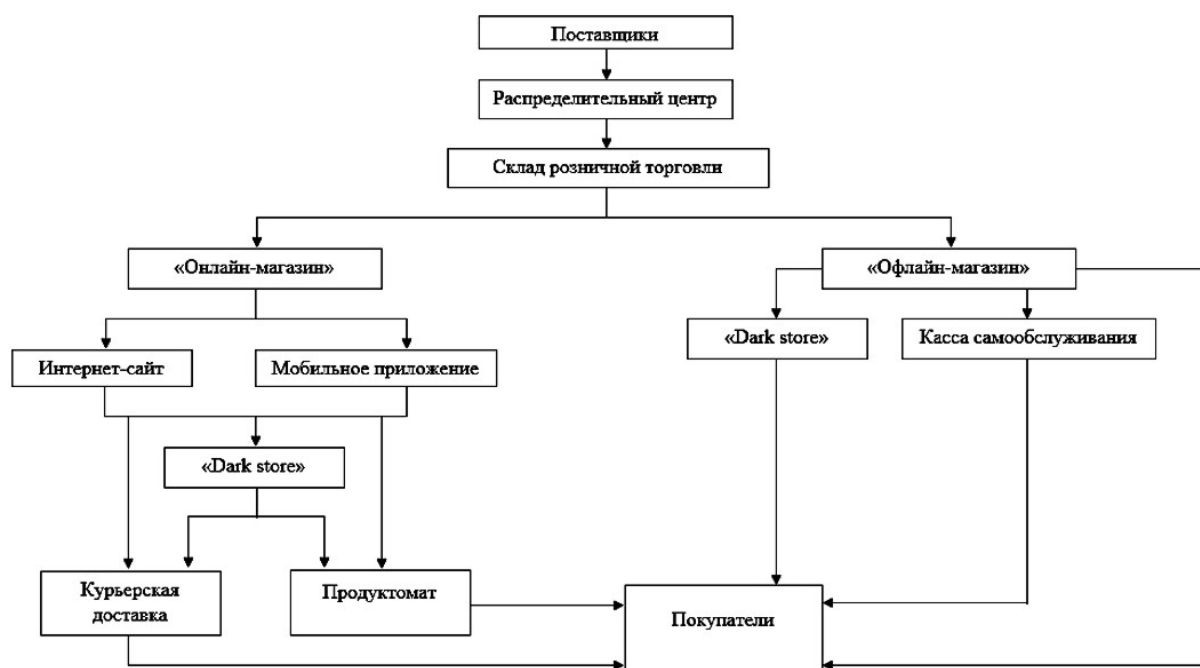 Поставщики
Распределительный центр
Склад розничной торговли
«Онлайн-магазин»
«Офлайн-магазин»
«Dark store»
Касса самообслуживания
Интернет-сайт
Мобильное приложение
«Dark store»
Курьерская
доставка
Продуктомат
Покупатели